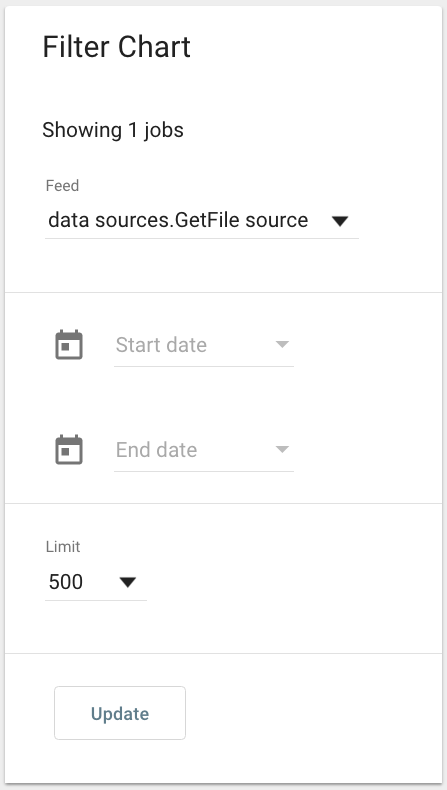 Filter Chart
Showing 1 jobs
Feed
data sources.GetFile source
Start date
End date
Limit
500
Update